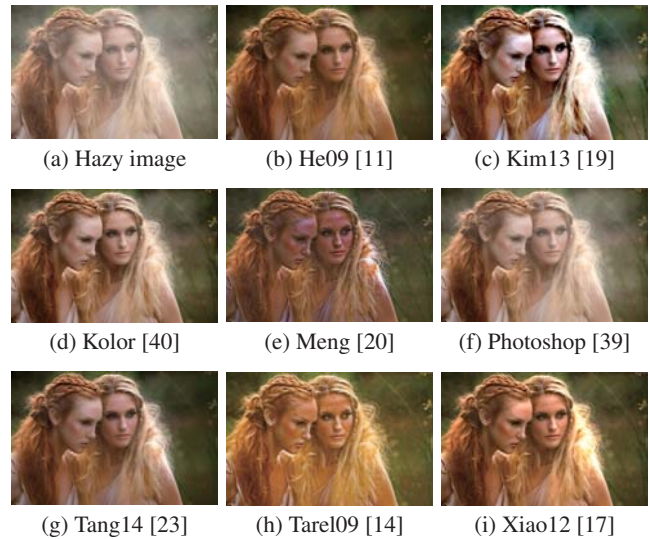 (a) Hazy image
(b) He09 [11]
(c) Kim13 [19]
(d) Kolor [40]
(e) Meng [20]
(f) Photoshop [39]
(g) Tang14 [23]
(h) Tarel09 [14]
(i) Xiao12 [17]